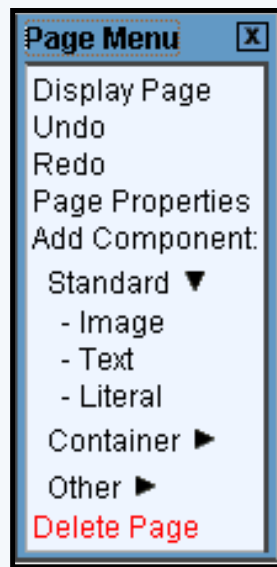 Page Menu X
Display Page
Undo
Redo
Page Properties
Add Component:
Standard ▼
- Image
- Text
- Literal
Container ►
Other ►
Delete Page